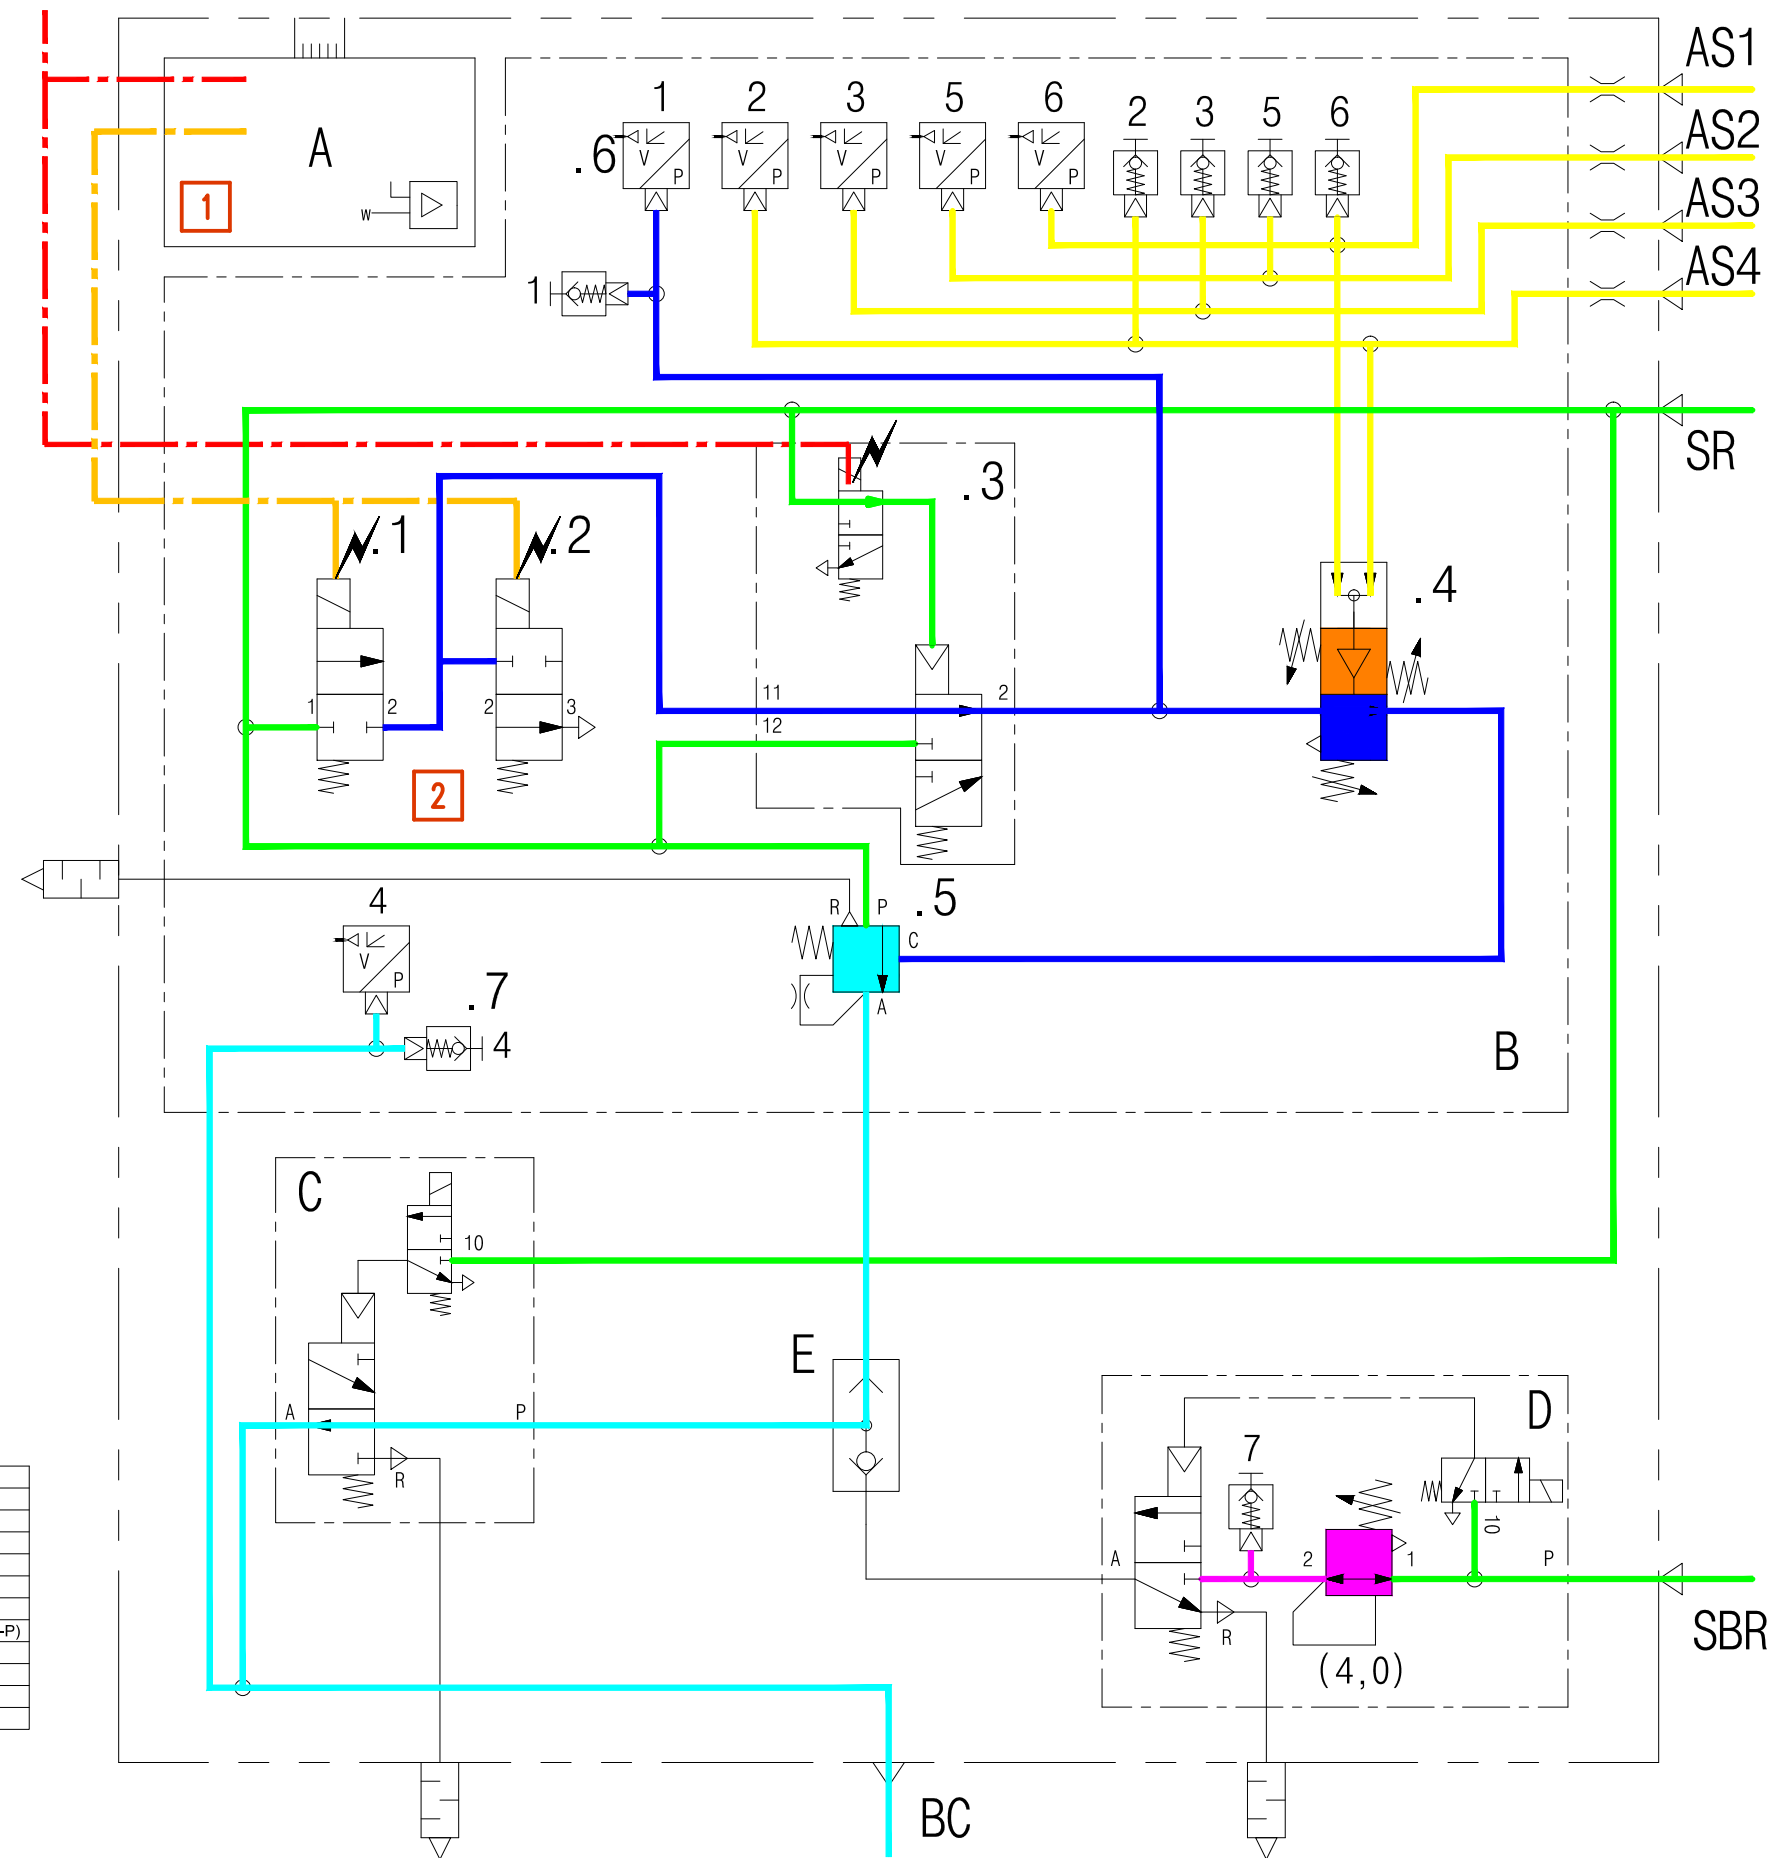 AS1
1 2 3 5 6 2 3 5 6
AS2
A
.6
V P V P V P V P V P
1
W
AS3
AS4
1
SR
.3
.1 .2
.4
11 2
1 2 2 3
12
2
4
R P .5
C
V
P
A
.7
4
B
C
10
E
D
A P
7
R
10
A 2 1 P
R
SBR
-P)
(4,0)
BC